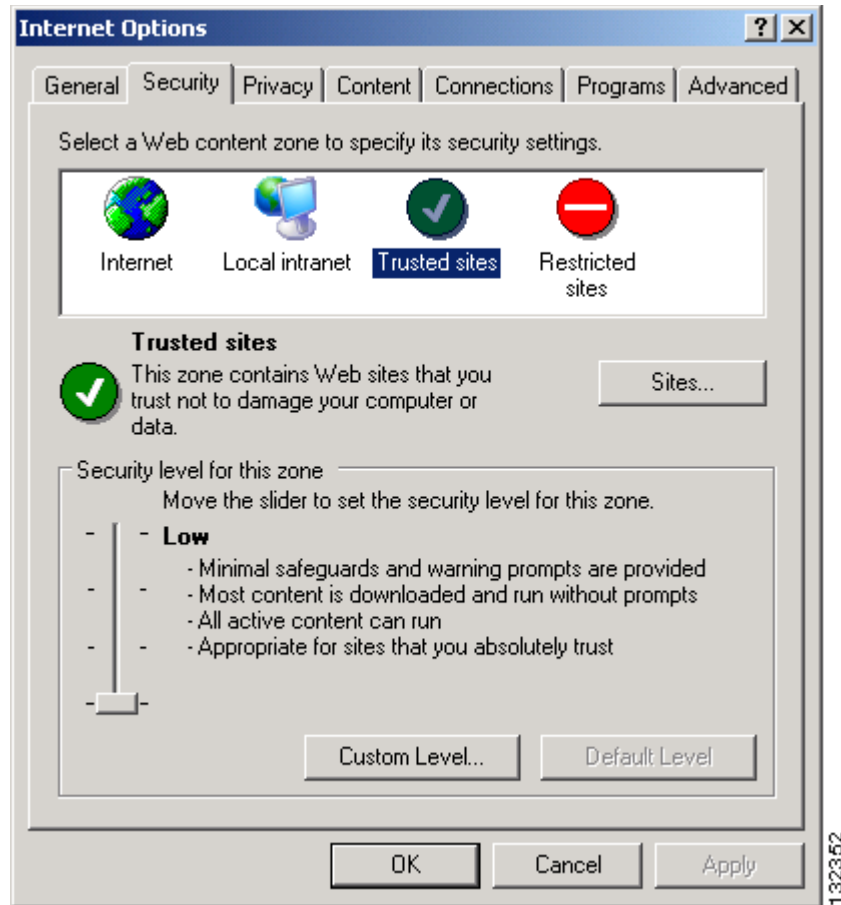 Internet Options
General Security Privacy Content Connections Programs Advanced
Select a Web content zone to specify its security settings.
Internet Local intranet Trusted sites Restricted
sites
Trusted sites
This zone contains Web sites that you
trust not to damage your computer or
data.
Sites...
Security level for this zone
Move the slider to set the security level for this zone.
Low
- Minimal safeguards and warning prompts are provided
- Most content is downloaded and run without prompts
- All active content can run
- Appropriate for sites that you absolutely trust
Custom Level... Default Level
OK Cancel Apply
132352